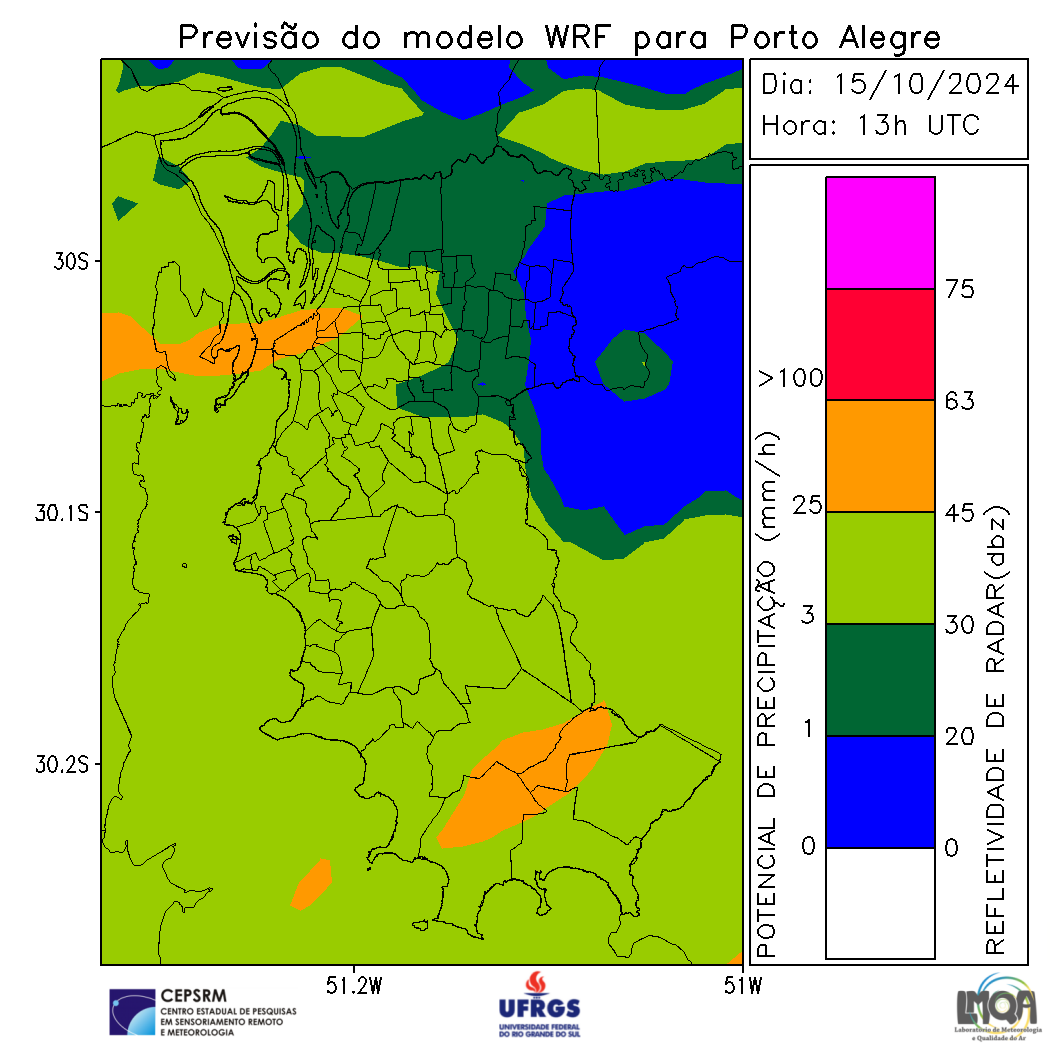 Previsão do modelo WRF para Porto Alegre
Dia: 15/10/2024
Hora: 13h UTC
30S
30.1S
30.2S
51.2W
51W
POTENCIAL DE PRECIPITAÇÃO (mm/h)
>100
25
3
1
0
75
63
45
30
20
0
REFLETIVIDADE DE RADAR(dbz)
CEPSRM
CENTRO ESTADUAL DE PESQUISAS
EM SENSORIAMENTO REMOTO
E METEOROLOGIA
UFRGS
UNIVERSIDADE FEDERAL
DO RIO GRANDE DO SUL
LMQA
Laboratório de Meteorologia
e Qualidade do Ar